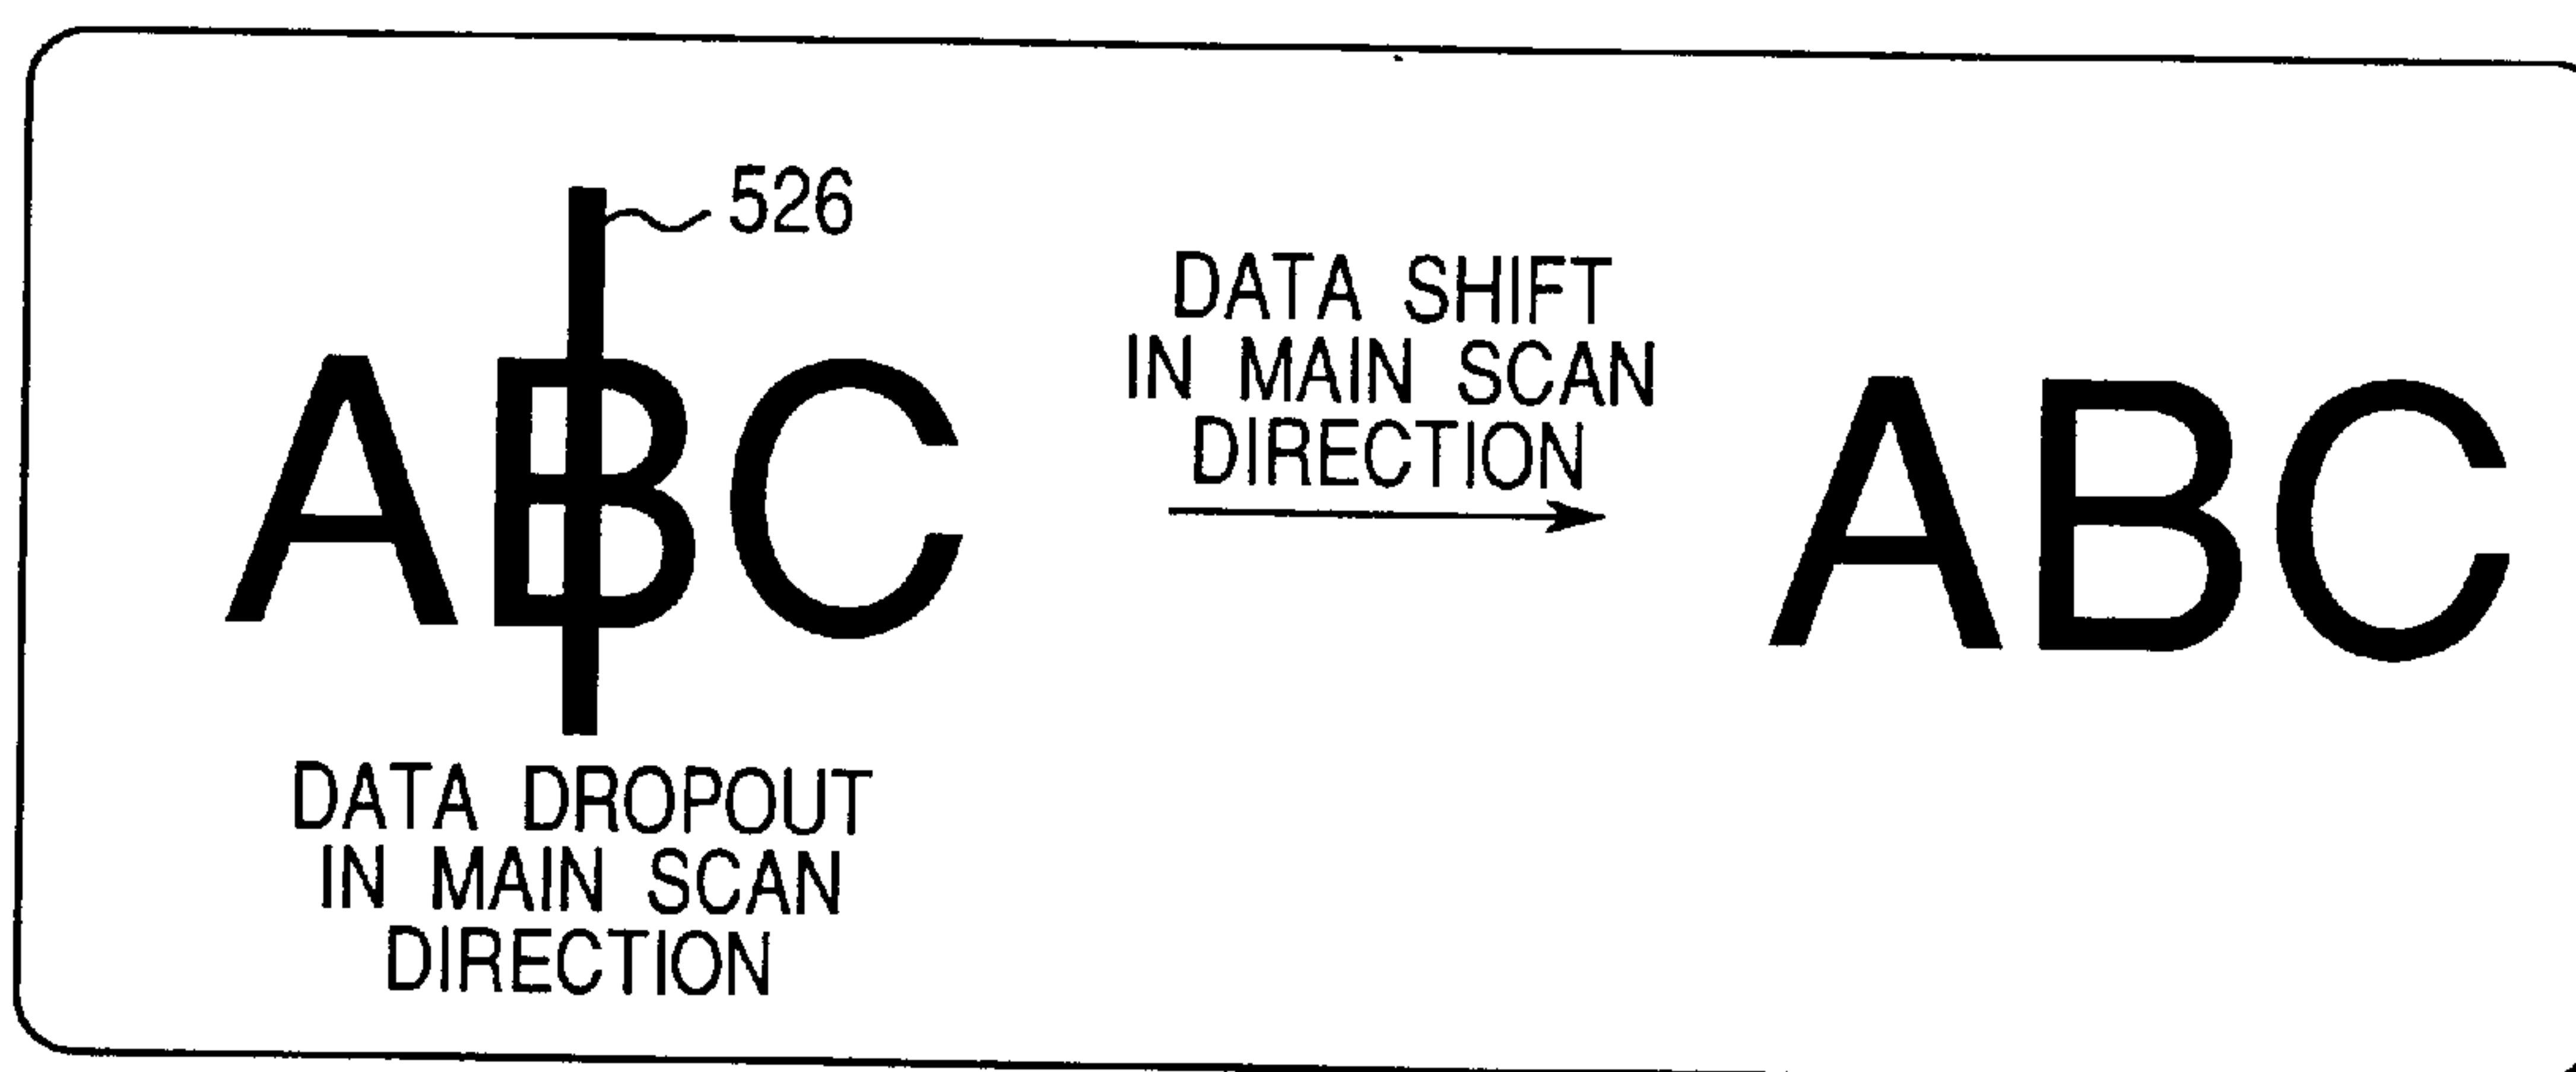 526
ABC
DATA DROPOUT
IN MAIN SCAN
DIRECTION
DATA SHIFT
IN MAIN SCAN
DIRECTION
ABC